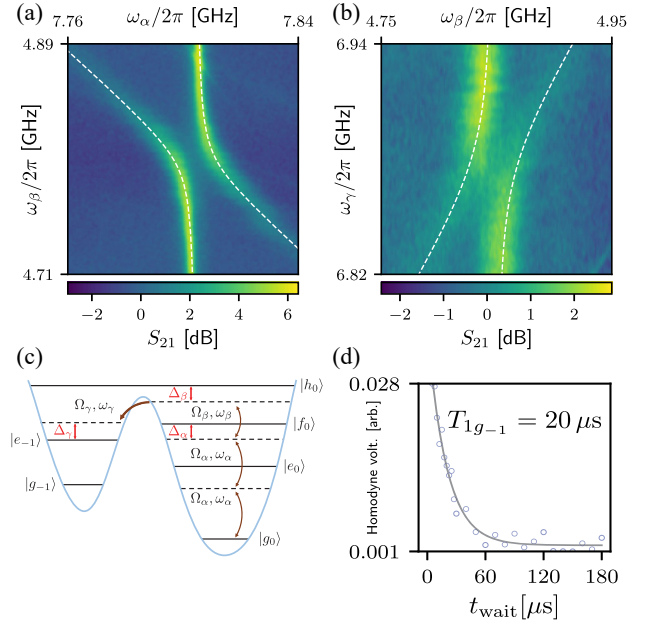 (a)
ω_α/2π [GHz]
7.76
7.84
4.89
ω_β/2π [GHz]
4.71
−2 0 2 4 6
S_21 [dB]
(b)
ω_β/2π [GHz]
4.75
4.95
6.94
ω_γ/2π [GHz]
6.82
−2 −1 0 1 2
S_21 [dB]
(c)
|h_0⟩
Δ_β
Ω_γ, ω_γ
Ω_β, ω_β
|f_0⟩
Δ_γ
Δ_α
|e_{−1}⟩
Ω_α, ω_α
|e_0⟩
|g_{−1}⟩
Ω_α, ω_α
|g_0⟩
(d)
0.028
T_{1g_{−1}} = 20 μs
Homodyne volt. [arb.]
0.001
0 60 120 180
t_wait[μs]